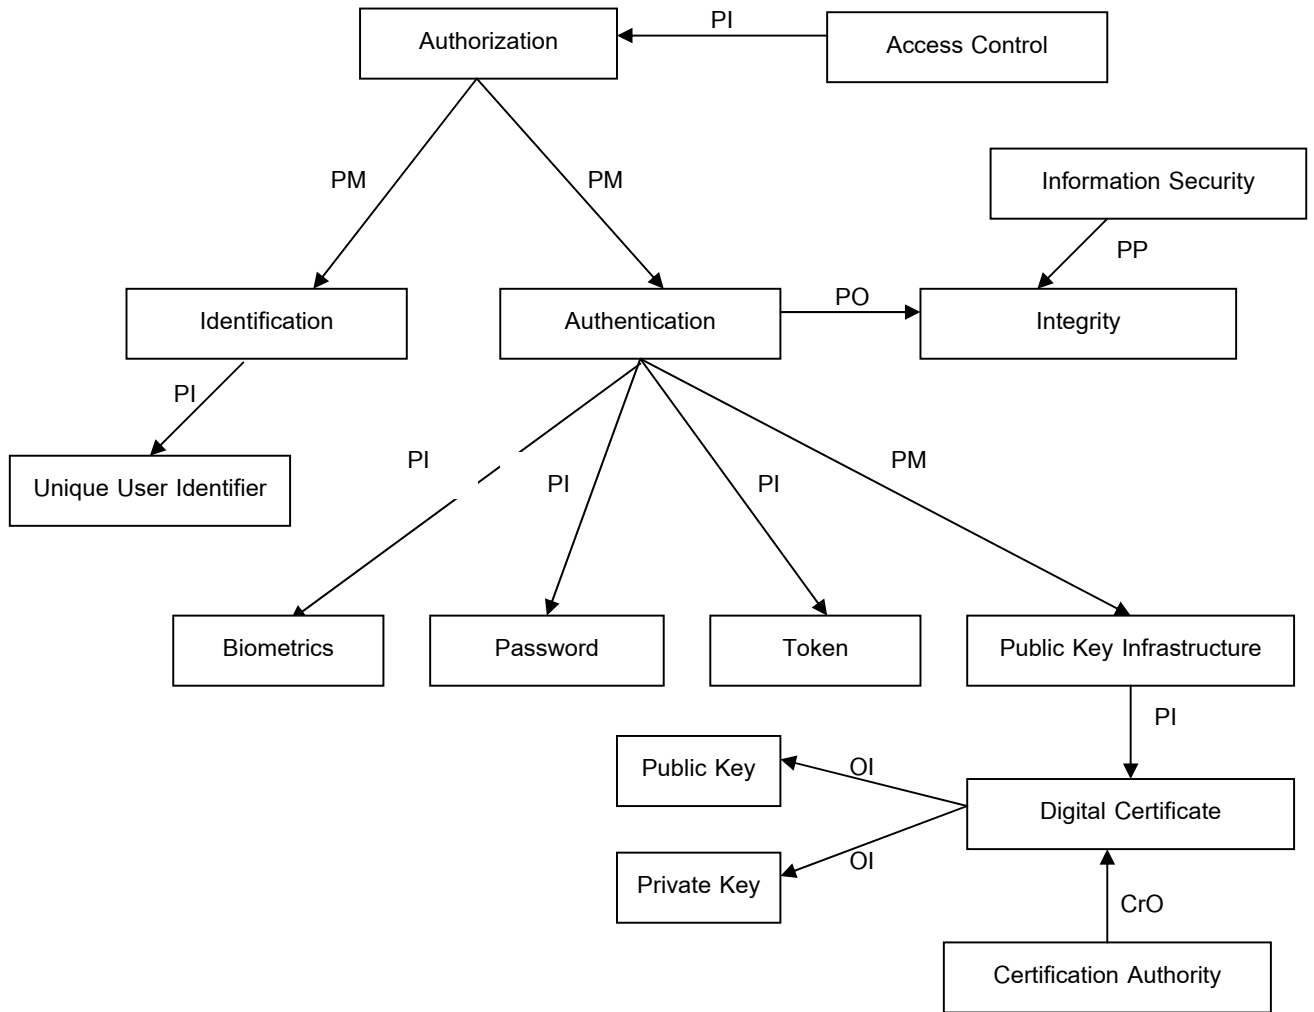 PI
Authorization
Access Control
PM
PM
Information Security
PP
PO
Identification
Authentication
Integrity
PI
PI
PI
PI
PM
Unique User Identifier
Biometrics
Password
Token
Public Key Infrastructure
PI
Public Key
OI
Digital Certificate
OI
Private Key
CrO
Certification Authority